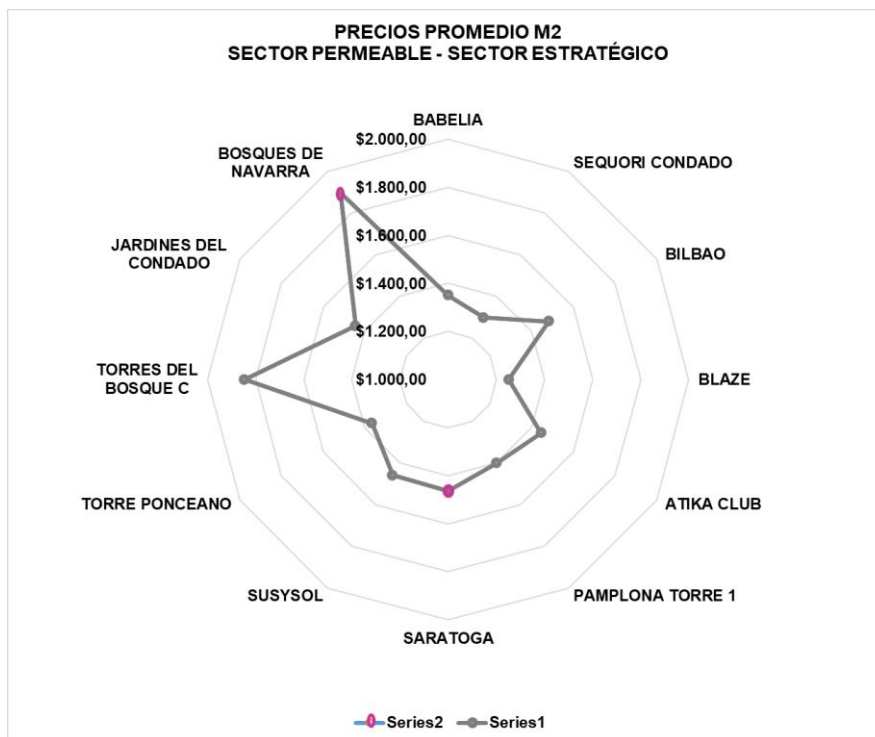 PRECIOS PROMEDIO M2
SECTOR PERMEABLE - SECTOR ESTRATÉGICO
BABELIA
$2.000,00
BOSQUES DE
NAVARRA
SEQUORI CONDADO
$1.800,00
$1.600,00
JARDINES DEL
CONDADO
BILBAO
$1.400,00
$1.200,00
TORRES DEL
BOSQUE C
$1.000,00
BLAZE
TORRE PONCEANO
ATIKA CLUB
SUSYSOL
PAMPLONA TORRE 1
SARATOGA
Series2
Series1